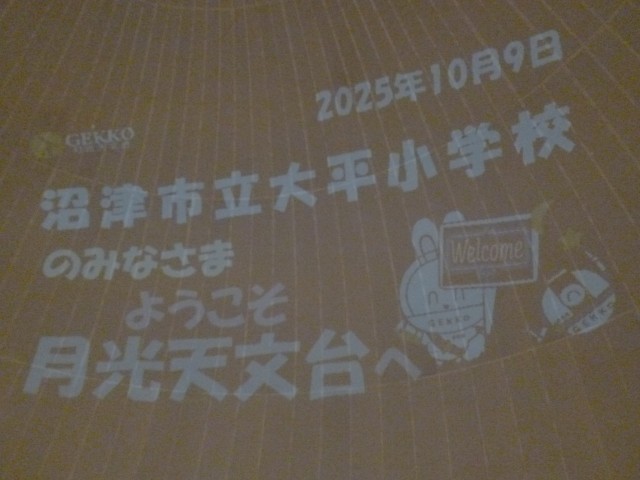 2025年10月9日
GEKKO
沼津市立大平小学校
のみなさま
ようこそ
月光天文台へ
Welcome
GEKKO